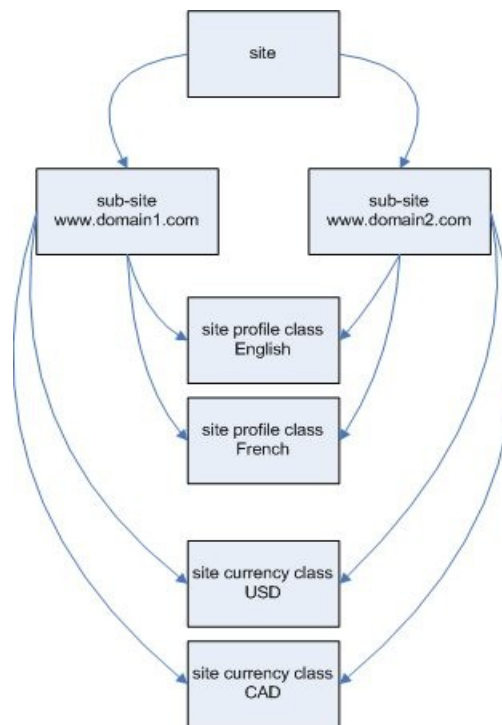 site
sub-site
www.domain1.com
sub-site
www.domain2.com
site profile class
English
site profile class
French
site currency class
USD
site currency class
CAD